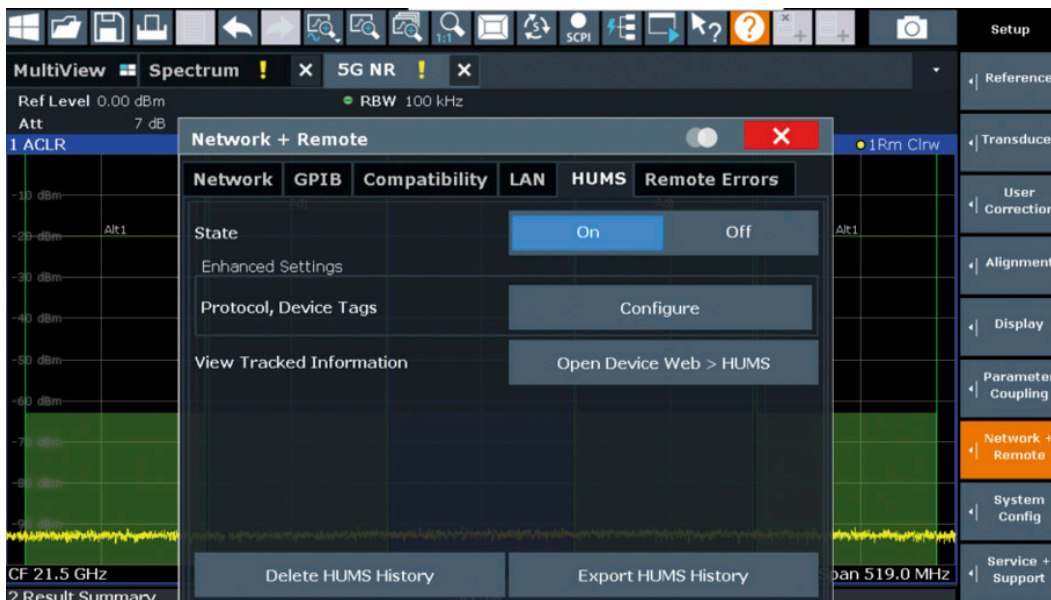 1:1
SCPI
?
?
Setup
MultiView Spectrum ! X 5G NR ! X
Ref Level 0.00 dBm RBW 100 kHz
Att 7 dB
1 ACLR
1Rm Clrw
Network + Remote
Network GPIB Compatibility LAN HUMS Remote Errors
State On Off
Enhanced Settings
Protocol, Device Tags Configure
View Tracked Information Open Device Web > HUMS
Delete HUMS History Export HUMS History
-10 dBm
-20 dBm
-30 dBm
-40 dBm
-50 dBm
-60 dBm
-70 dBm
-80 dBm
-90 dBm
Alt1
Alt1
CF 21.5 GHz
pan 519.0 MHz
2 Result Summary
Reference
Transduce
User
Correction
Alignment
Display
Parameter
Coupling
Network +
Remote
System
Config
Service +
Support